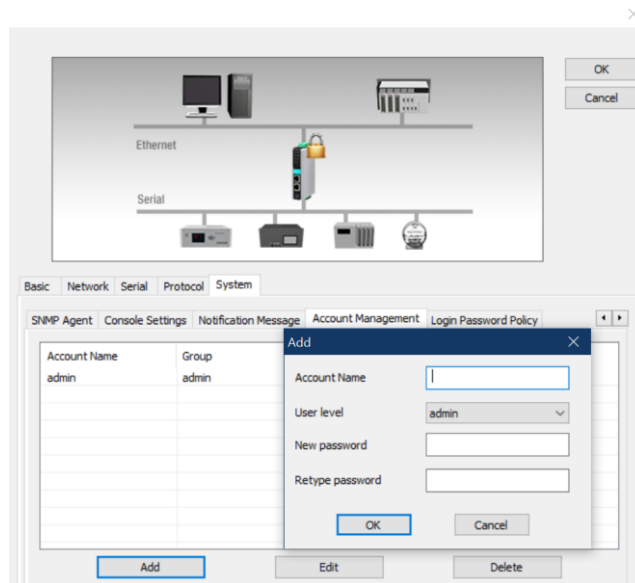 OK
Cancel
Ethernet
Serial
Basic Network Serial Protocol System
SNMP Agent Console Settings Notification Message Account Management Login Password Policy
Account Name Group
admin admin
Add
Account Name
User level admin
New password
Retype password
OK Cancel
Add Edit Delete